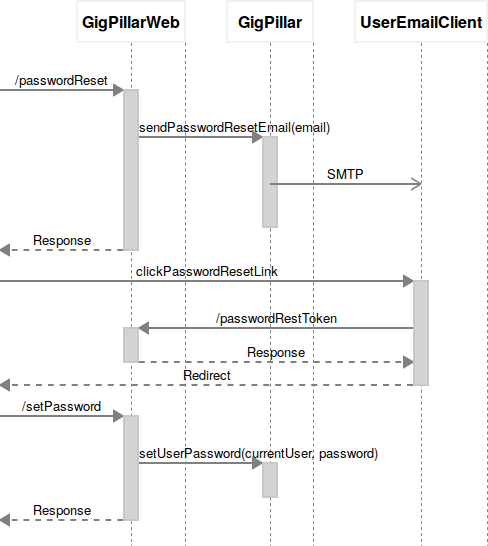 GigPillarWeb
GigPillar
UserEmailClient
/passwordReset
sendPasswordResetEmail(email)
SMTP
Response
clickPasswordResetLink
/passwordRestToken
Response
Redirect
/setPassword
setUserPassword(currentUser, password)
Response